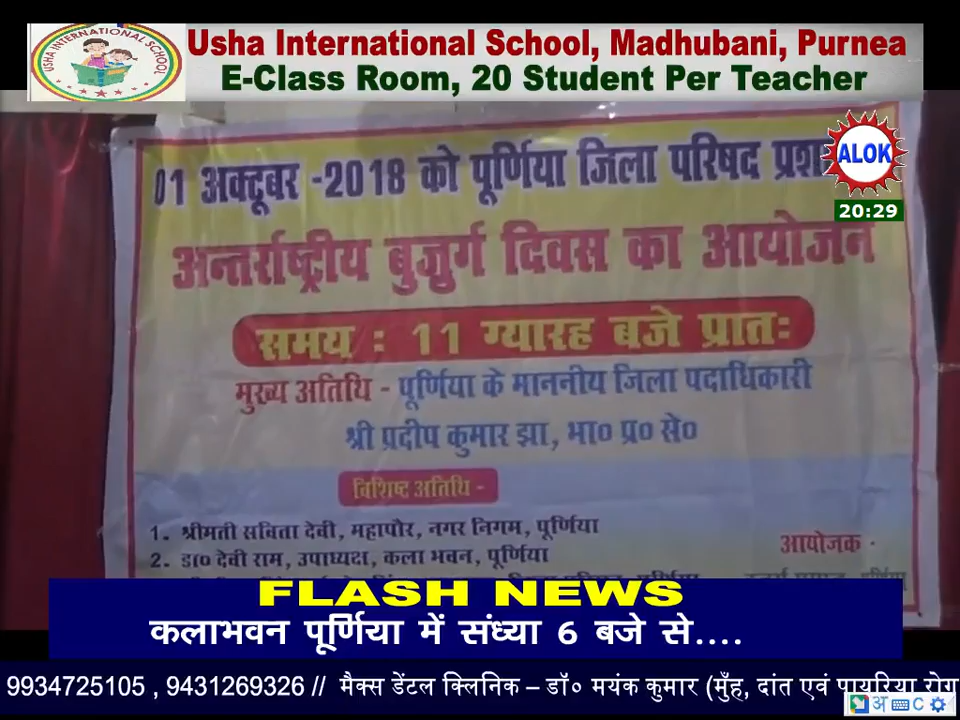 USHA INTERNATIONAL SCHOOL
Usha International School, Madhubani, Purnea
E-Class Room, 20 Student Per Teacher
ALOK
20:29
01 अक्टूबर -2018 को पूर्णिया जिला परिषद
अन्तर्राष्ट्रीय बुजुर्ग दिवस का आयोजन
समय : 11 ग्यारह बजे प्रातः
मुख्य अतिथि - पूर्णिया के माननीय जिला पदाधिकारी
श्री प्रदीप कुमार झा, भा० प्र० से०
विशिष्ट अतिथि -
1. श्रीमती सविता देवी, महापौर, नगर निगम, पूर्णिया
2. डा० देवी राम, उपाध्यक्ष, कला भवन, पूर्णिया
आयोजक -
FLASH NEWS
कलाभवन पूर्णिया में संध्या 6 बजे से....
9934725105 , 9431269326 // मैक्स डेंटल क्लिनिक – डॉ० मयंक कुमार (मुँह, दांत एवं पायरिया रोग
अ C